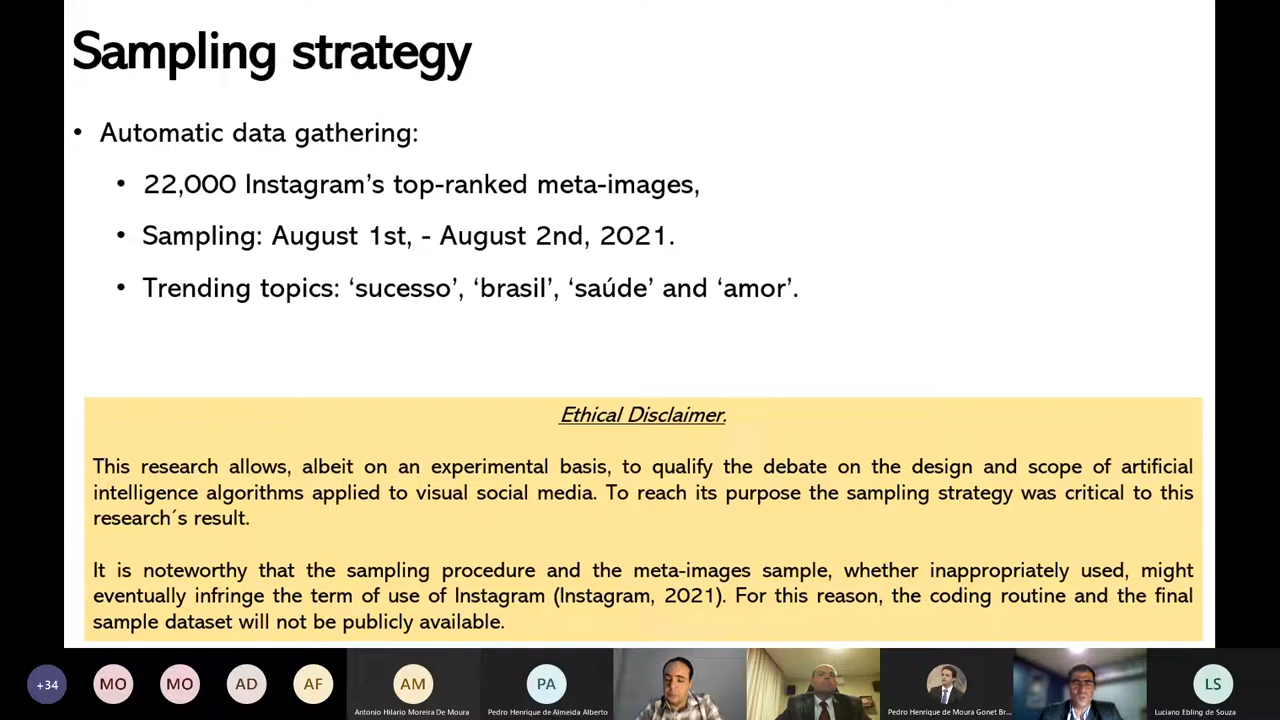 Sampling strategy
• Automatic data gathering:
• 22,000 Instagram's top-ranked meta-images,
• Sampling: August 1st, - August 2nd, 2021.
• Trending topics: ‘sucesso’, ‘brasil’, ‘saúde’ and ‘amor’.
Ethical Disclaimer.
This research allows, albeit on an experimental basis, to qualify the debate on the design and scope of artificial
intelligence algorithms applied to visual social media. To reach its purpose the sampling strategy was critical to this
research´s result.
It is noteworthy that the sampling procedure and the meta-images sample, whether inappropriately used, might
eventually infringe the term of use of Instagram (Instagram, 2021). For this reason, the coding routine and the final
sample dataset will not be publicly available.
+34 MO MO AD AF AM PA LS
Antonio Hilario Moreira De Moura Pedro Henrique de Almeida Alberto Pedro Henrique de Moura Gonet Br... Luciano Ebling de Souza